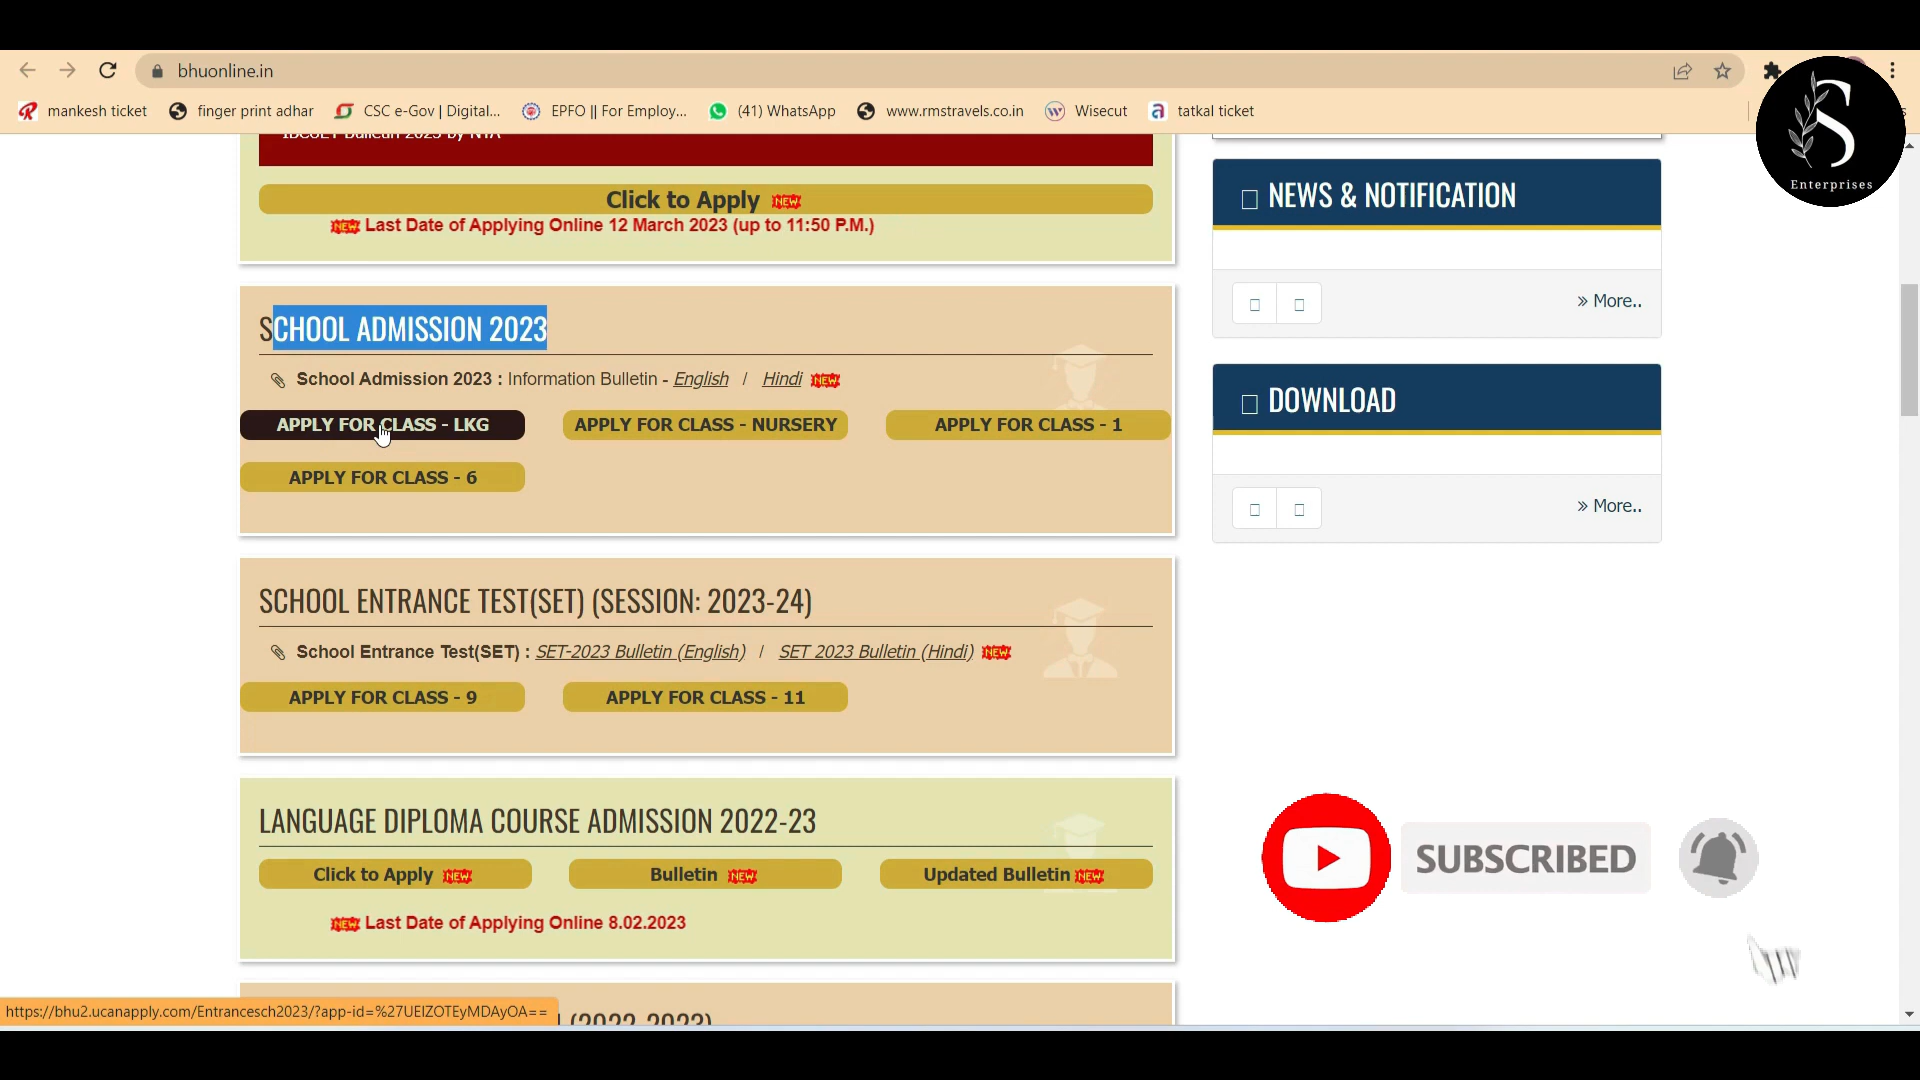 bhuonline.in
mankesh ticket
finger print adhar
CSC e-Gov | Digital...
EPFO || For Employ...
(41) WhatsApp
www.rmstravels.co.in
Wisecut
tatkal ticket
S
Enterprises
Click to Apply NEW
NEW Last Date of Applying Online 12 March 2023 (up to 11:50 P.M.)
SCHOOL ADMISSION 2023
School Admission 2023 : Information Bulletin - English / Hindi NEW
APPLY FOR CLASS - LKG
APPLY FOR CLASS - NURSERY
APPLY FOR CLASS - 1
APPLY FOR CLASS - 6
SCHOOL ENTRANCE TEST(SET) (SESSION: 2023-24)
School Entrance Test(SET) : SET-2023 Bulletin (English) / SET 2023 Bulletin (Hindi) NEW
APPLY FOR CLASS - 9
APPLY FOR CLASS - 11
LANGUAGE DIPLOMA COURSE ADMISSION 2022-23
Click to Apply NEW
Bulletin NEW
Updated Bulletin NEW
NEW Last Date of Applying Online 8.02.2023
NEWS & NOTIFICATION
» More..
DOWNLOAD
» More..
SUBSCRIBED
https://bhu2.ucanapply.com/Entrancesch2023/?app-id=%27UEIZOTEyMDAyOA==
(2022-2023)